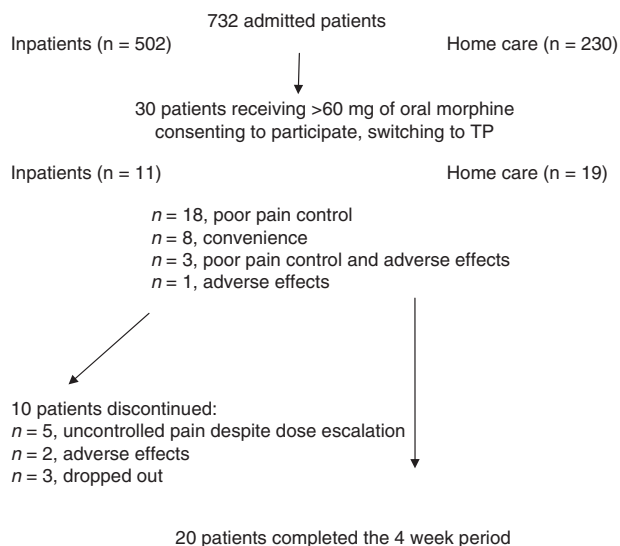 732 admitted patients
Inpatients (n = 502) Home care (n = 230)
30 patients receiving >60 mg of oral morphine
consenting to participate, switching to TP
Inpatients (n = 11) Home care (n = 19)
n = 18, poor pain control
n = 8, convenience
n = 3, poor pain control and adverse effects
n = 1, adverse effects
10 patients discontinued:
n = 5, uncontrolled pain despite dose escalation
n = 2, adverse effects
n = 3, dropped out
20 patients completed the 4 week period